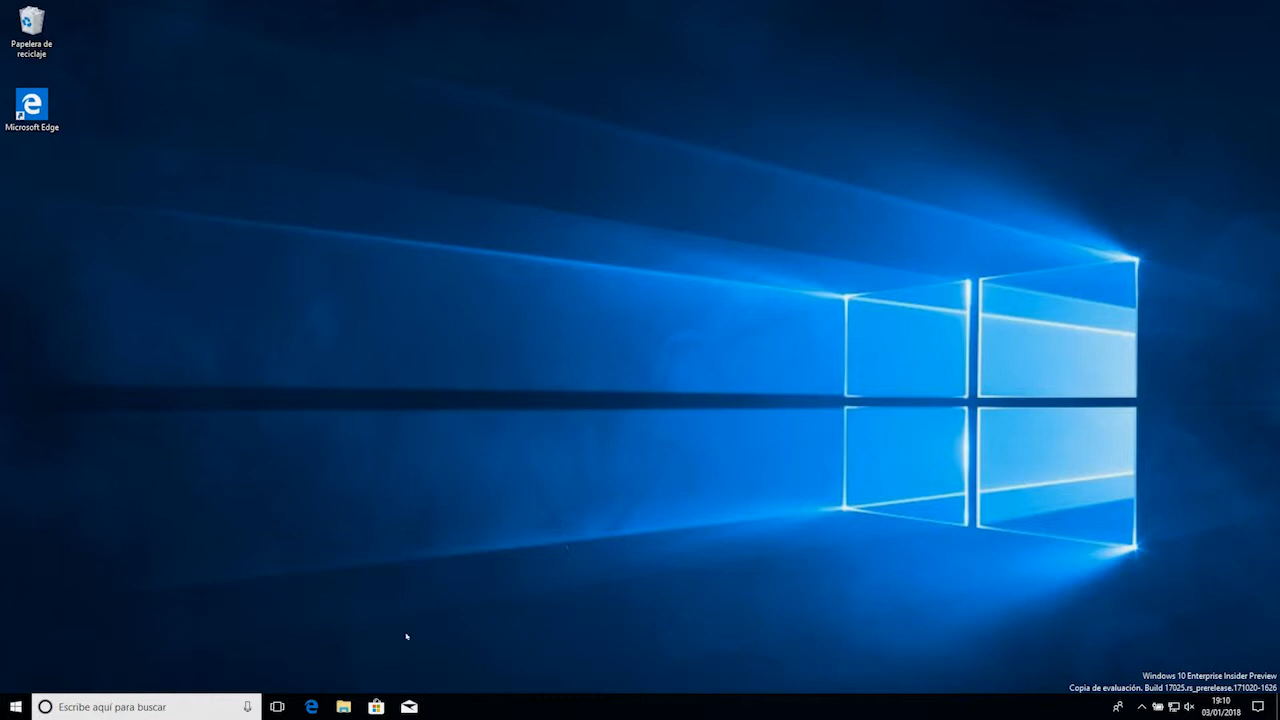 Papelera de
reciclaje
Microsoft Edge
Windows 10 Enterprise Insider Preview
Copia de evaluación. Build 17025.rs_prerelease.171020-1626
Escribe aquí para buscar
19:10
03/01/2018